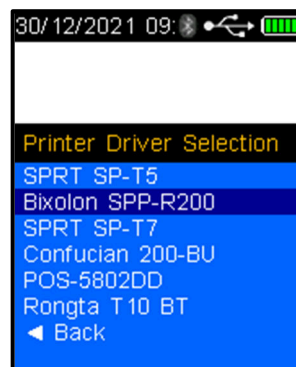 30/12/2021 09:
Printer Driver Selection
SPRT SP-T5
Bixolon SPP-R200
SPRT SP-T7
Confucian 200-BU
POS-5802DD
Rongta T10 BT
◄ Back